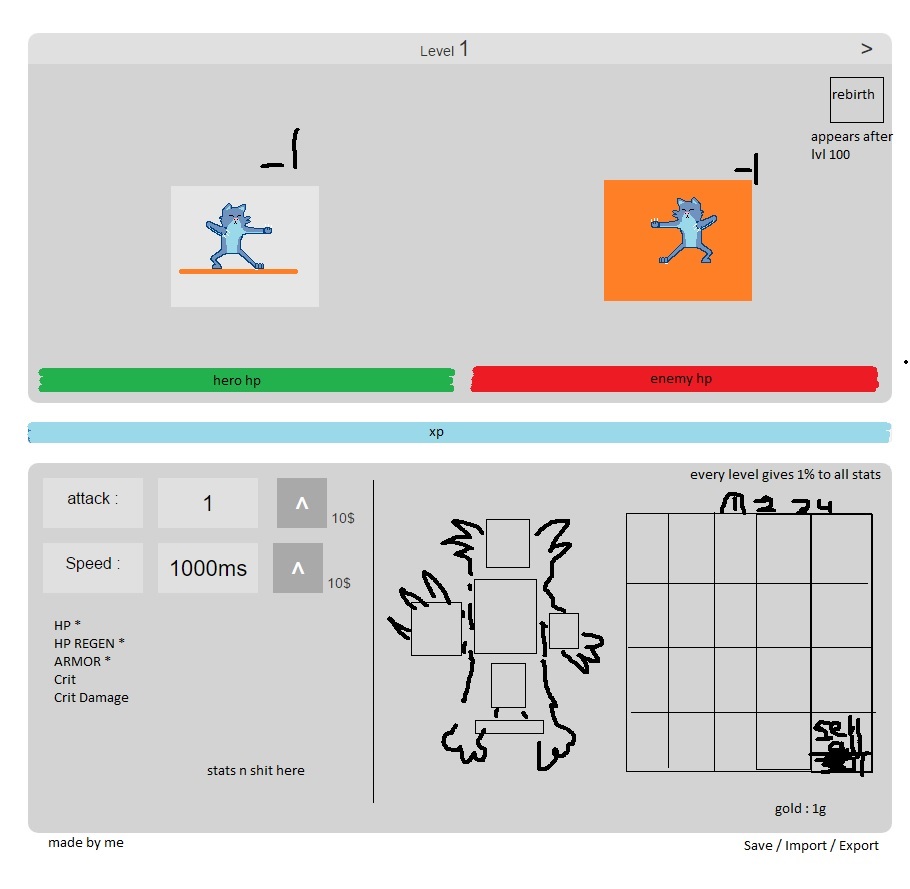 Level 1 >
rebirth
appears after
lvl 100
-1
-1
hero hp
enemy hp
xp
every level gives 1% to all stats
attack :
1
^
10$
Speed :
1000ms
^
10$
HP *
HP REGEN *
ARMOR *
Crit
Crit Damage
stats n shit here
sell
gold : 1g
made by me
Save / Import / Export